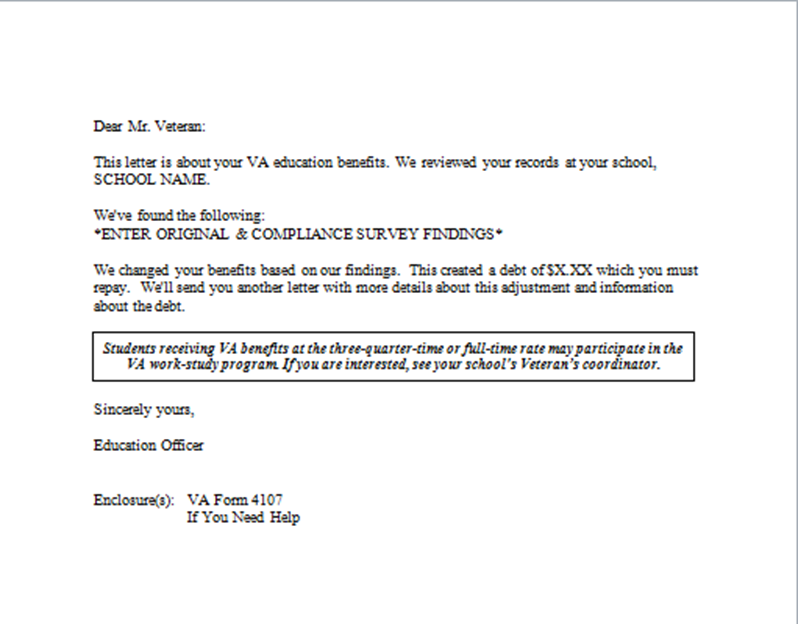 Dear Mr. Veteran:
This letter is about your VA education benefits. We reviewed your records at your school,
SCHOOL NAME.
We've found the following:
*ENTER ORIGINAL & COMPLIANCE SURVEY FINDINGS*
We changed your benefits based on our findings. This created a debt of $X.XX which you must
repay. We'll send you another letter with more details about this adjustment and information
about the debt.
Students receiving VA benefits at the three-quarter-time or full-time rate may participate in the
VA work-study program. If you are interested, see your school's Veteran's coordinator.
Sincerely yours,
Education Officer
Enclosure(s): VA Form 4107
If You Need Help